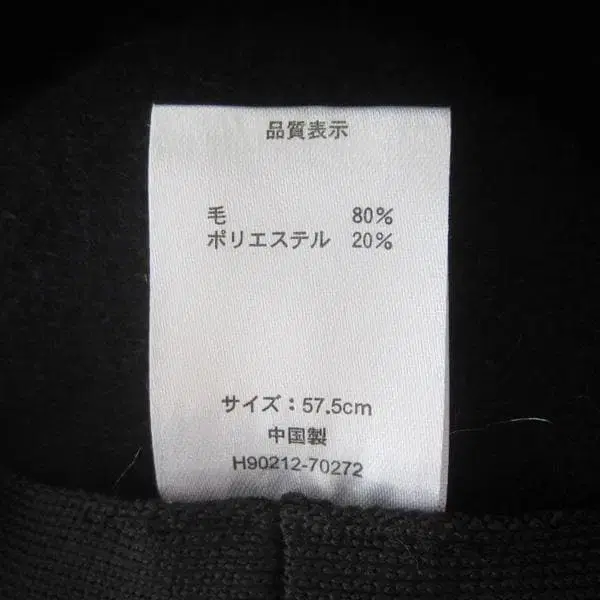 品質表示
毛 80%
ポリエステル 20%
サイズ：57.5cm
中国製
H90212-70272